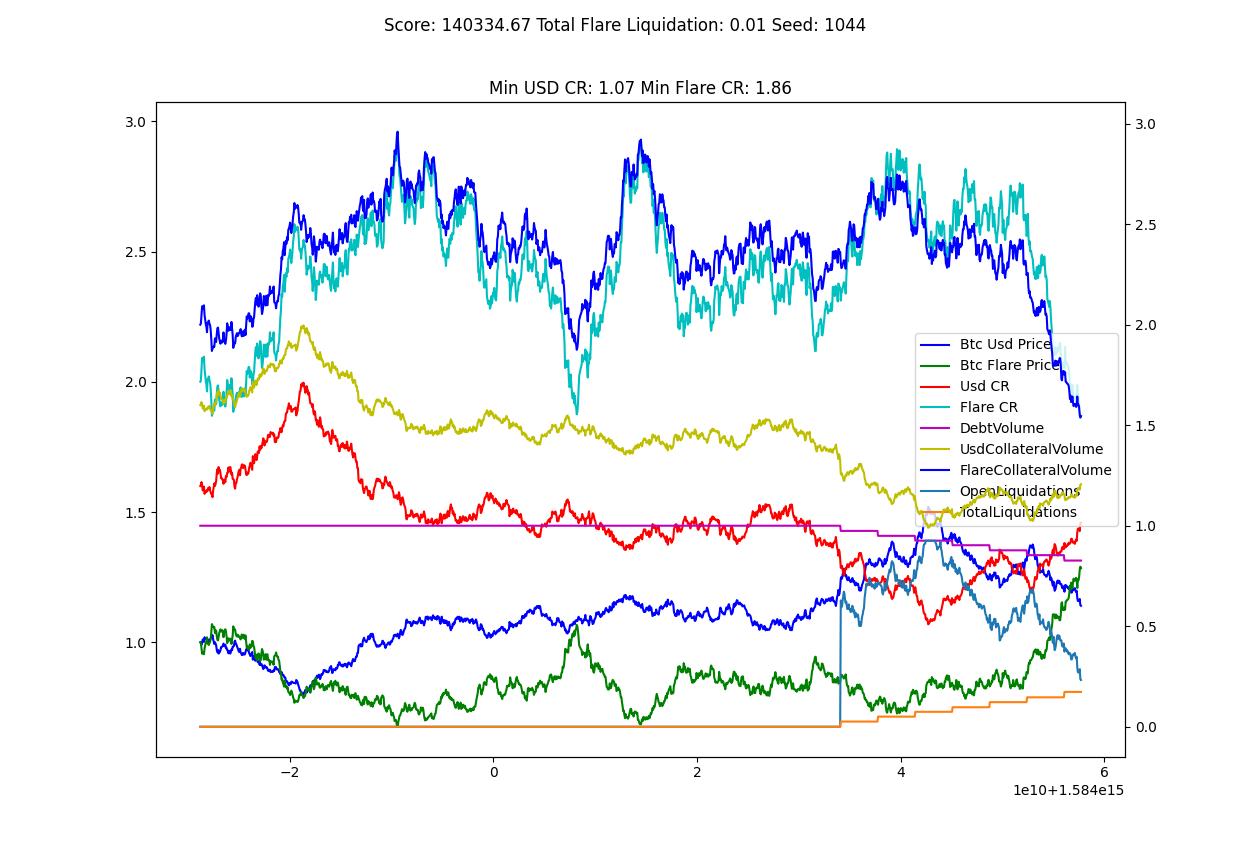 Score: 140334.67 Total Flare Liquidation: 0.01 Seed: 1044
Min USD CR: 1.07 Min Flare CR: 1.86
3.0
2.5
2.0
1.5
1.0
3.0
2.5
2.0
1.5
1.0
0.5
0.0
Btc Usd Price
Btc Flare Price
Usd CR
Flare CR
DebtVolume
UsdCollateralVolume
FlareCollateralVolume
OpenLiquidations
TotalLiquidations
−2 0 2 4 6
1e10+1.584e15